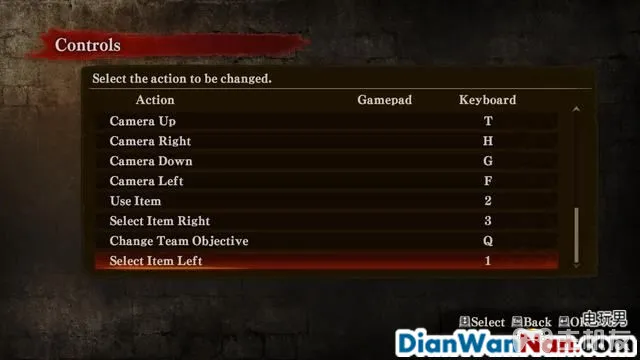 Controls
Select the action to be changed.
Action Gamepad Keyboard
Camera Up T
Camera Right H
Camera Down G
Camera Left F
Use Item 2
Select Item Right 3
Change Team Objective Q
Select Item Left 1
Select Back
电玩男
DianWanNan.com